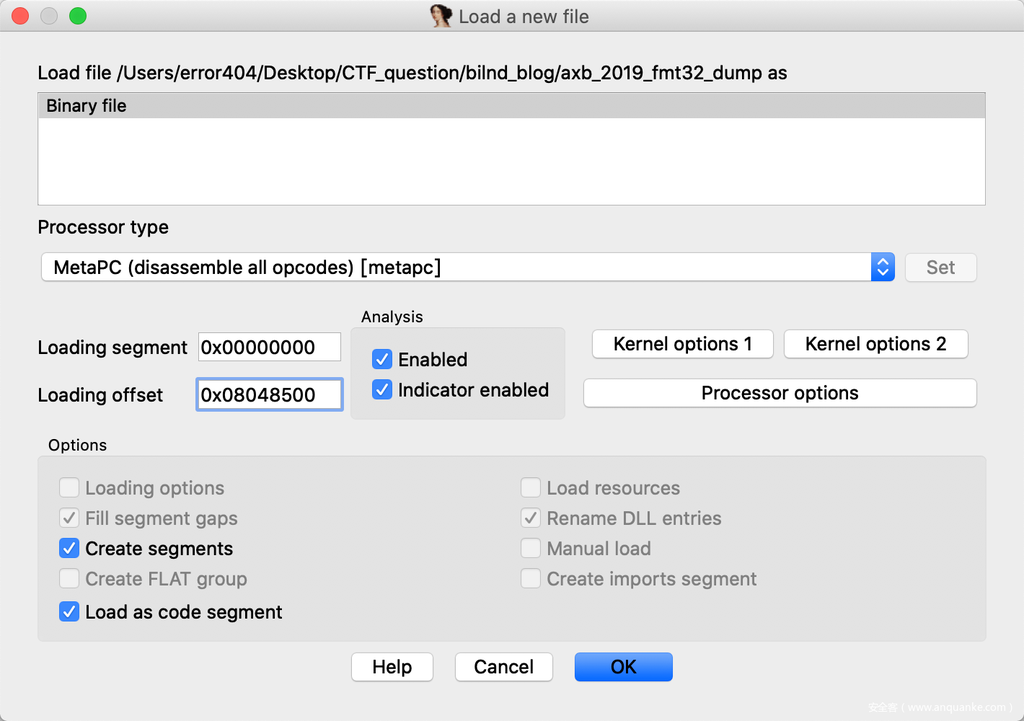 Load a new file
Load file /Users/error404/Desktop/CTF_question/bilnd_blog/axb_2019_fmt32_dump as
Binary file
Processor type
MetaPC (disassemble all opcodes) [metapc]
Set
Analysis
Loading segment 0x00000000
Enabled
Kernel options 1
Kernel options 2
Loading offset 0x08048500
Indicator enabled
Processor options
Options
Loading options
Load resources
Fill segment gaps
Rename DLL entries
Create segments
Manual load
Create FLAT group
Create imports segment
Load as code segment
Help
Cancel
OK
安全客 ( www.anquanke.com )